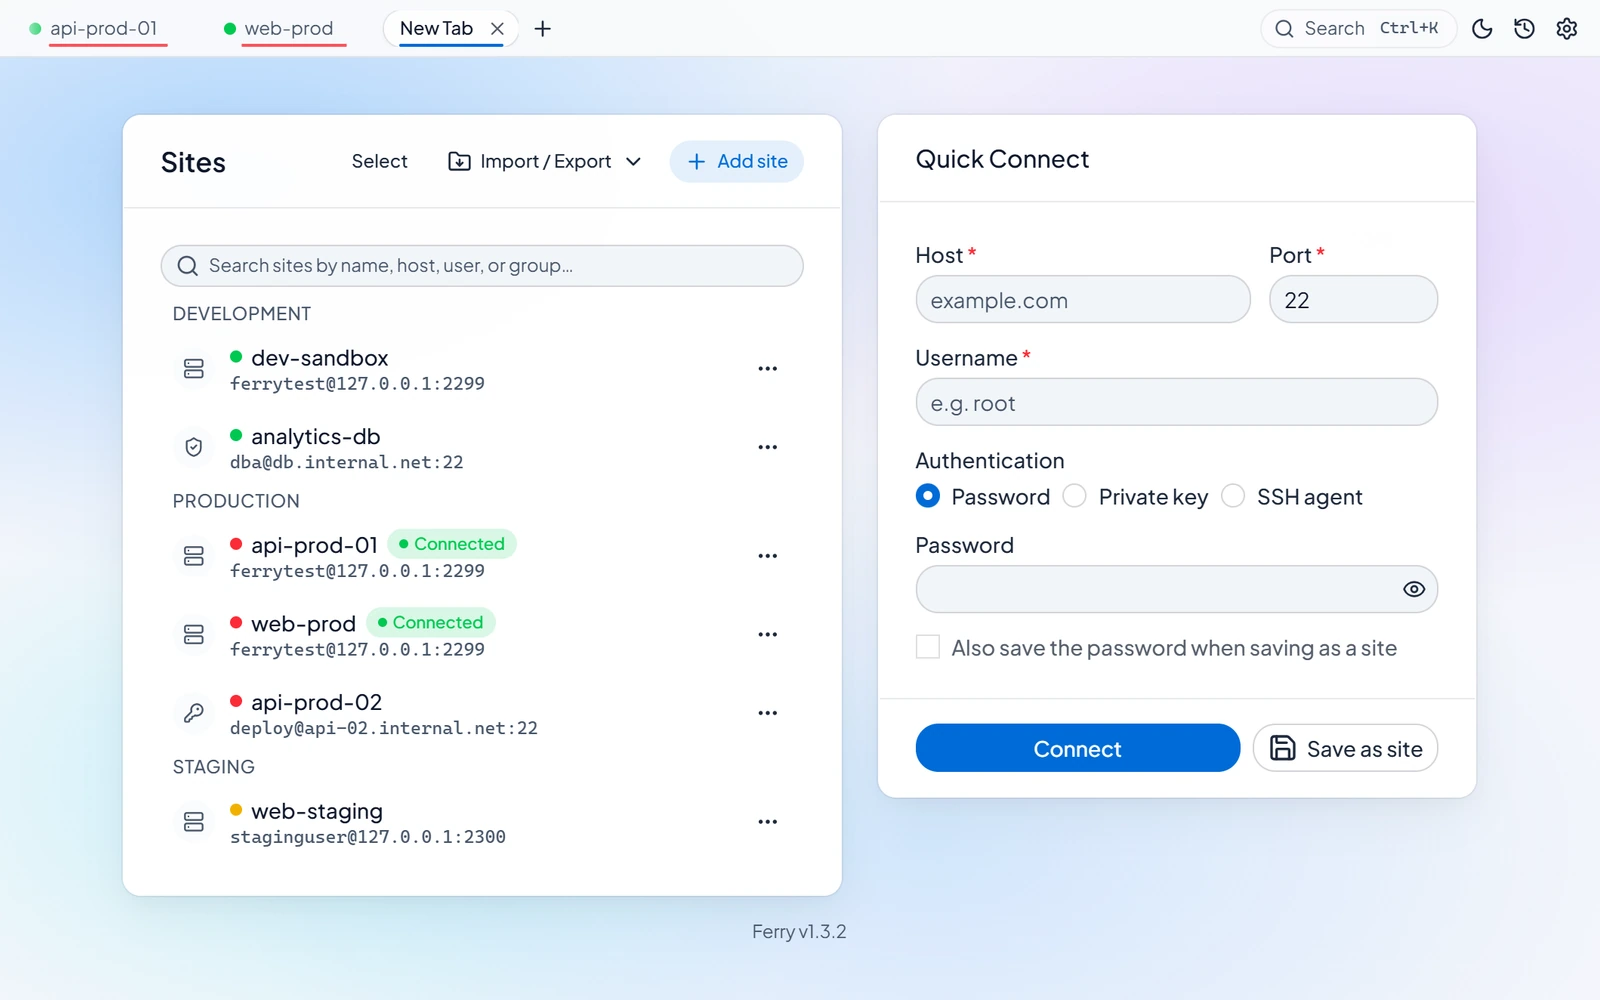 api-prod-01
web-prod
New Tab
Search Ctrl+K
Sites
Select
Import / Export
Add site
Search sites by name, host, user, or group...
DEVELOPMENT
dev-sandbox
ferrytest@127.0.0.1:2299
analytics-db
dba@db.internal.net:22
PRODUCTION
api-prod-01 Connected
ferrytest@127.0.0.1:2299
web-prod Connected
ferrytest@127.0.0.1:2299
api-prod-02
deploy@api-02.internal.net:22
STAGING
web-staging
staginguser@127.0.0.1:2300
Quick Connect
Host *
Port *
example.com
22
Username *
e.g. root
Authentication
Password
Private key
SSH agent
Password
Also save the password when saving as a site
Connect
Save as site
Ferry v1.3.2